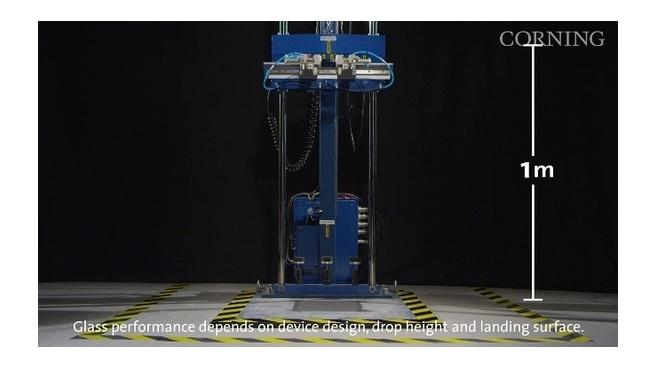 CORNING
1m
Glass performance depends on device design, drop height and landing surface.